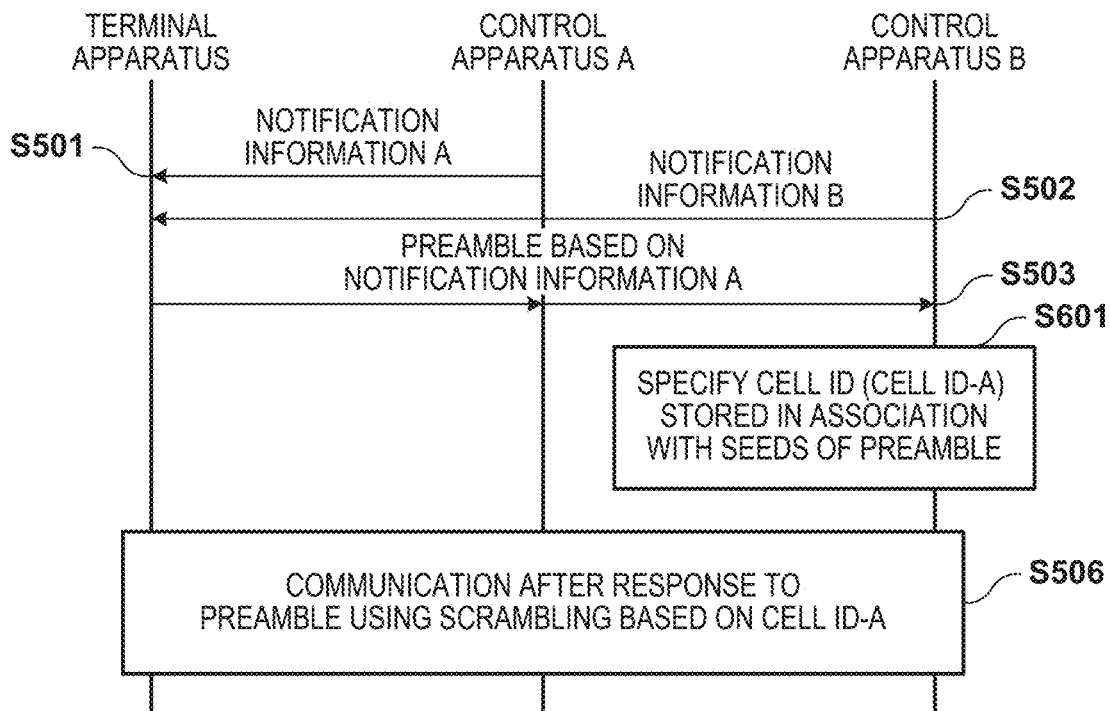 TERMINAL
APPARATUS
CONTROL
APPARATUS A
CONTROL
APPARATUS B
NOTIFICATION
INFORMATION A
S501
NOTIFICATION
INFORMATION B
S502
PREAMBLE BASED ON
NOTIFICATION INFORMATION A
S503
S601
SPECIFY CELL ID (CELL ID-A)
STORED IN ASSOCIATION
WITH SEEDS OF PREAMBLE
COMMUNICATION AFTER RESPONSE TO
PREAMBLE USING SCRAMBLING BASED ON CELL ID-A
S506